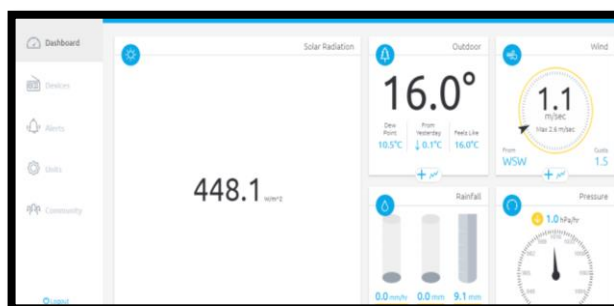 Dashboard
Devices
Alerts
Units
Community
Logout
Solar Radiation
448.1 w/m^2
Outdoor
16.0°
Dew Point
10.5°C
From Yesterday
↓ 0.1°C
Feels Like
16.0°C
Wind
1.1
m/sec
Max 2.6 m/sec
From
WSW
Gusts
1.5
Rainfall
0.0 mm/hr
0.0 mm
9.1 mm
Pressure
1.0 hPa/hr